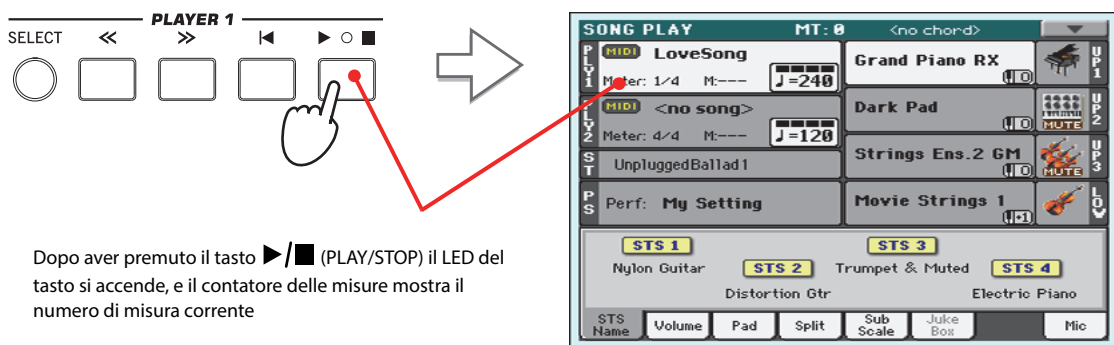 PLAYER 1
SELECT
Dopo aver premuto il tasto ▶/■ (PLAY/STOP) il LED del
tasto si accende, e il contatore delle misure mostra il
numero di misura corrente
SONG PLAY MT: 0 <no chord>
PLY1
MIDI LoveSong
Meter: 1/4 M:--- ♩=240
PLY2
MIDI <no song>
Meter: 4/4 M:--- ♩=120
ST
UnpluggedBallad1
PS
Perf: My Setting
Grand Piano RX
0
UP1
Dark Pad
0
MUTE
UP2
Strings Ens.2 GM
0
MUTE
UP3
Movie Strings 1
+1
LOW
STS 1
Nylon Guitar
STS 2
Distortion Gtr
STS 3
Trumpet & Muted
STS 4
Electric Piano
STS Name
Volume
Pad
Split
Sub Scale
Juke Box
Mic